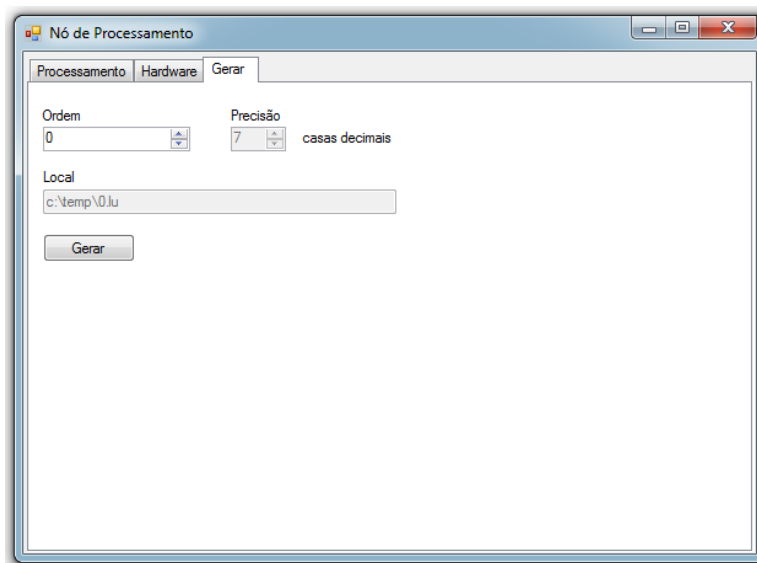 Nó de Processamento
Processamento Hardware Gerar
Ordem Precisão
0 7 casas decimais
Local
c:\temp\0.lu
Gerar